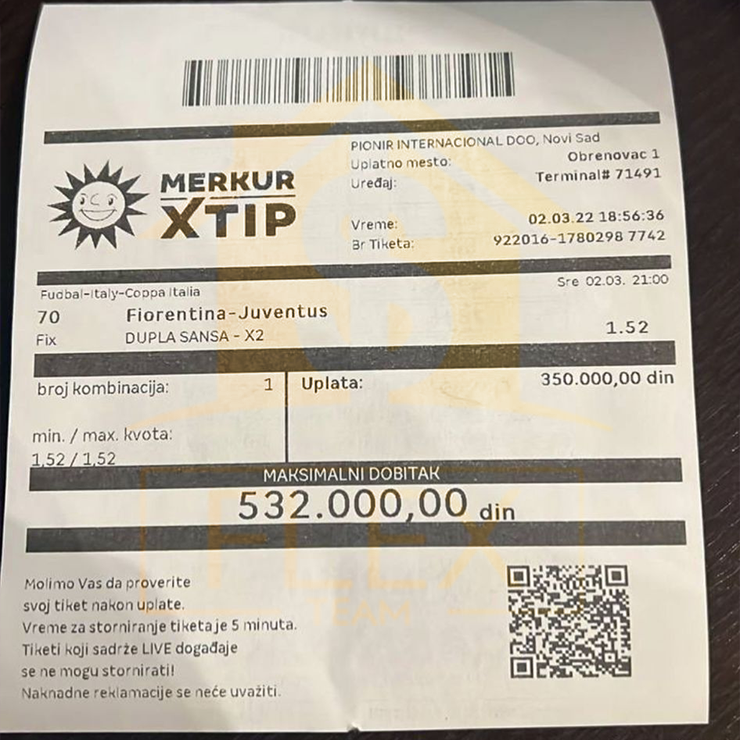 PIONIR INTERNACIONAL DOO, Novi Sad
Uplatno mesto: Obrenovac 1
Uređaj: Terminal# 71491
MERKUR
XTIP
Vreme: 02.03.22 18:56:36
Br Tiketa: 922016-1780298 7742
Fudbal-Italy-Coppa Italia Sre 02.03. 21:00
70 Fiorentina-Juventus
Fix DUPLA SANSA - X2 1.52
broj kombinacija: 1 Uplata: 350.000,00 din
min. / max. kvota:
1,52 / 1,52
MAKSIMALNI DOBITAK
532.000,00 din
FLEX
TEAM
Molimo Vas da proverite
svoj tiket nakon uplate.
Vreme za storniranje tiketa je 5 minuta.
Tiketi koji sadrže LIVE događaje
se ne mogu stornirati!
Naknadne reklamacije se neće uvažiti.